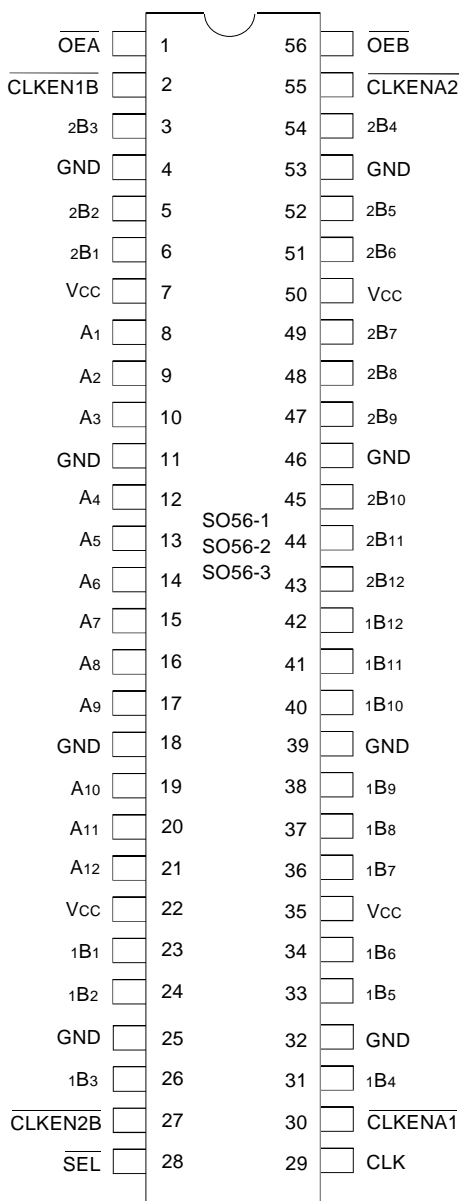 OEA 1 56 OEB
CLKEN1B 2 55 CLKENA2
2B3 3 54 2B4
GND 4 53 GND
2B2 5 52 2B5
2B1 6 51 2B6
VCC 7 50 VCC
A1 8 49 2B7
A2 9 48 2B8
A3 10 47 2B9
GND 11 46 GND
A4 12 45 2B10
SO56-1
A5 13 44 2B11
SO56-2
SO56-3
A6 14 43 2B12
A7 15 42 1B12
A8 16 41 1B11
A9 17 40 1B10
GND 18 39 GND
A10 19 38 1B9
A11 20 37 1B8
A12 21 36 1B7
VCC 22 35 VCC
1B1 23 34 1B6
1B2 24 33 1B5
GND 25 32 GND
1B3 26 31 1B4
CLKEN2B 27 30 CLKENA1
SEL 28 29 CLK